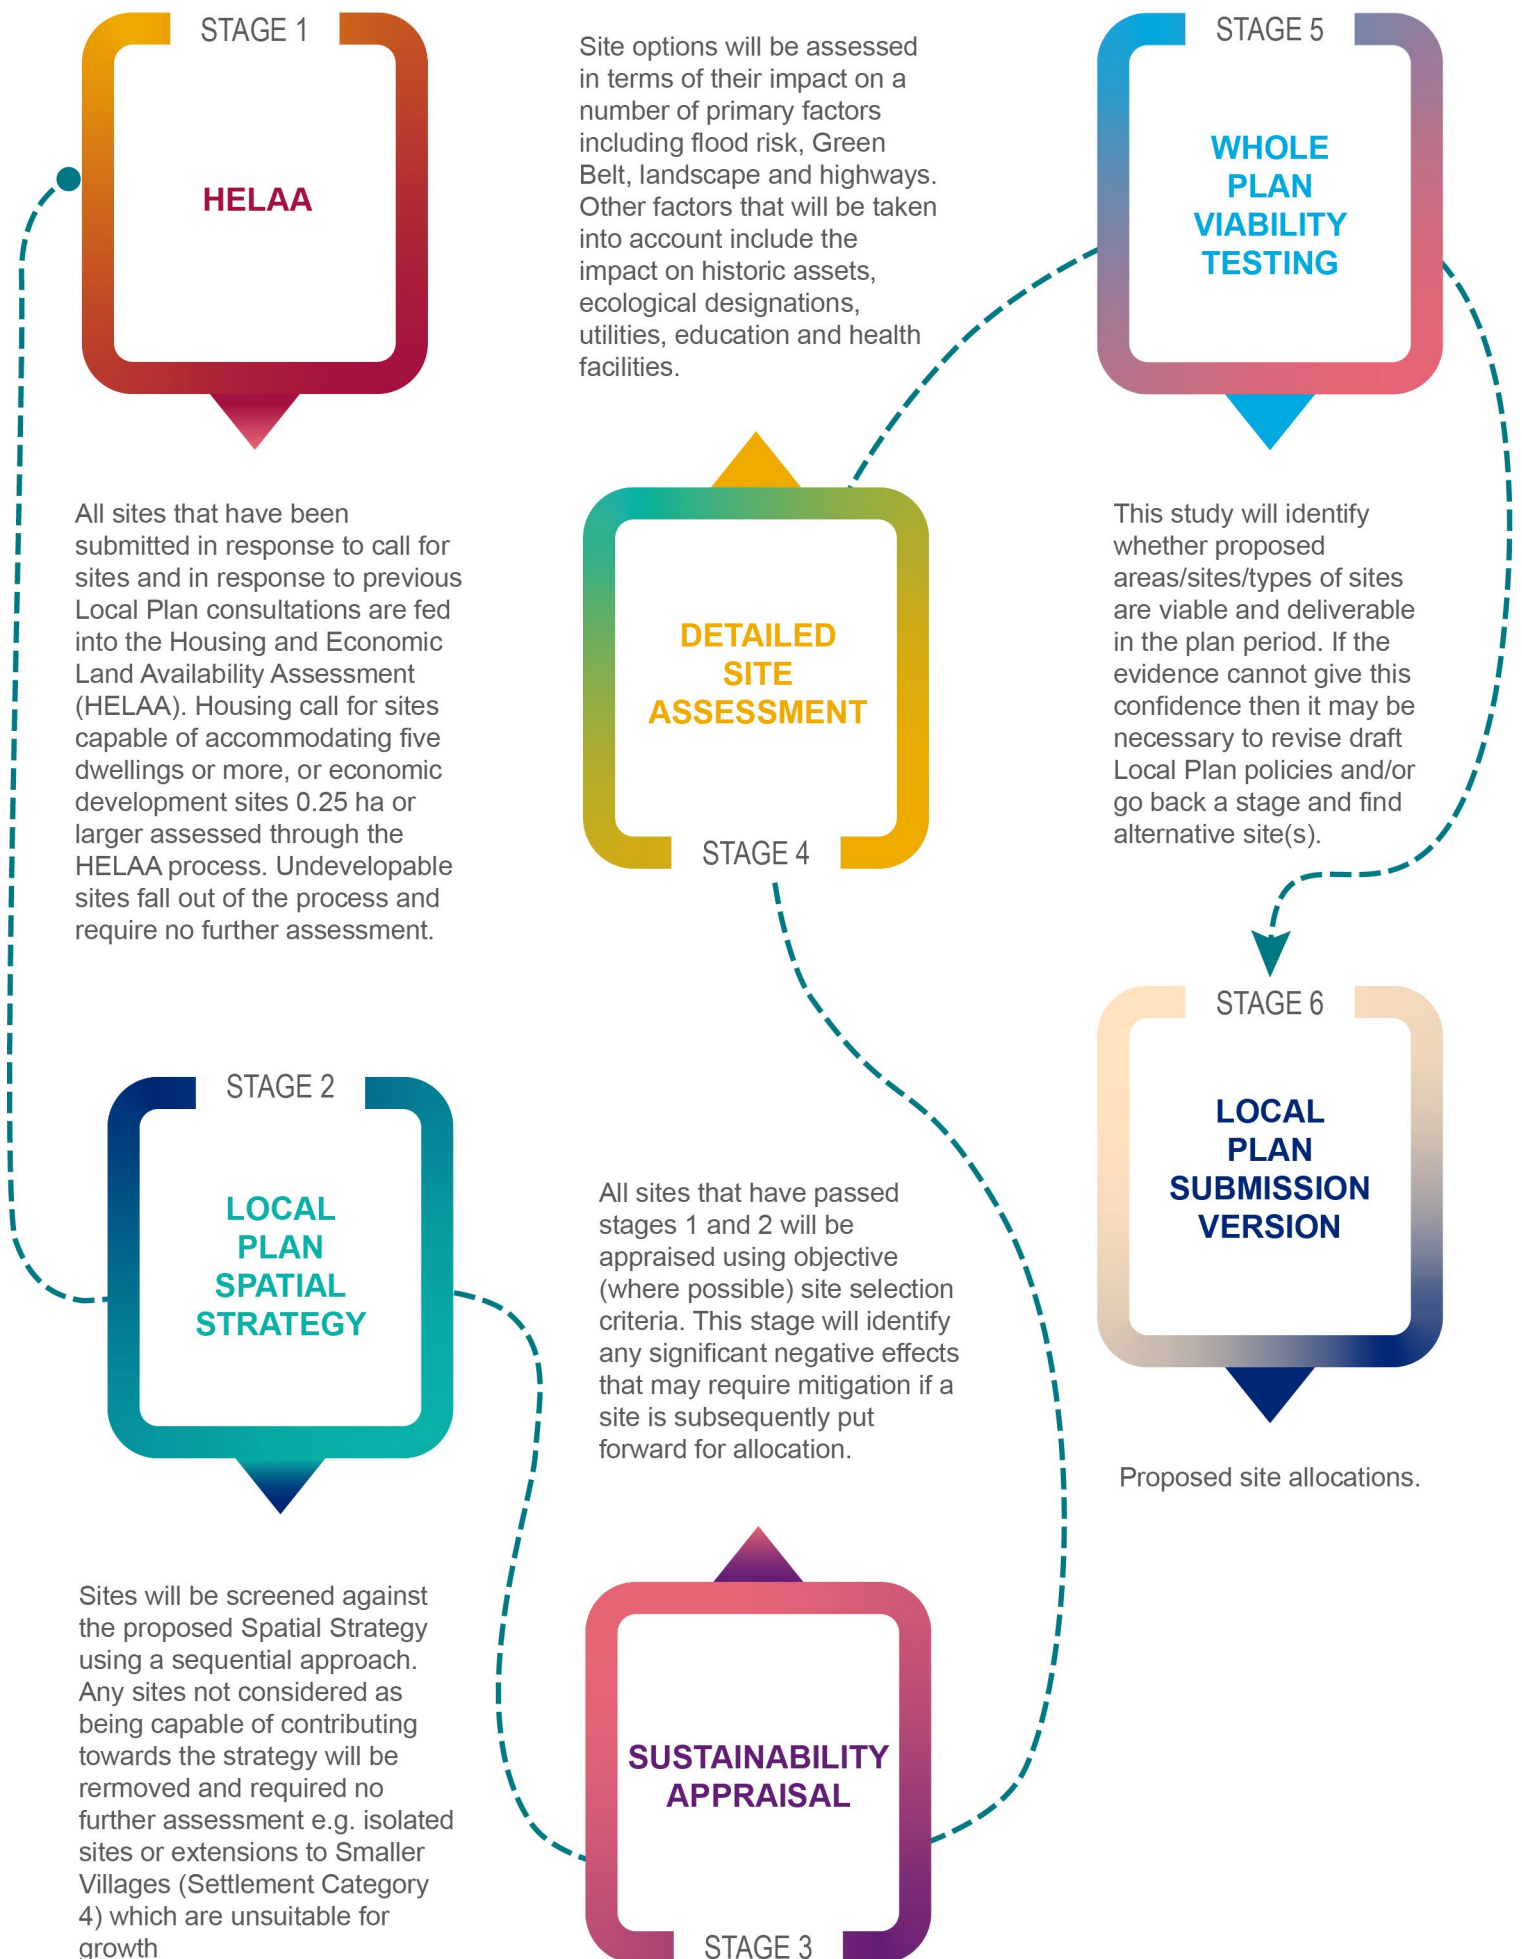 STAGE 1
HELAA
All sites that have been
submitted in response to call for
sites and in response to previous
Local Plan consultations are fed
into the Housing and Economic
Land Availability Assessment
(HELAA). Housing call for sites
capable of accommodating five
dwellings or more, or economic
development sites 0.25 ha or
larger assessed through the
HELAA process. Undevelopable
sites fall out of the process and
require no further assessment.
STAGE 2
LOCAL
PLAN
SPATIAL
STRATEGY
Sites will be screened against
the proposed Spatial Strategy
using a sequential approach.
Any sites not considered as
being capable of contributing
towards the strategy will be
rermoved and required no
further assessment e.g. isolated
sites or extensions to Smaller
Villages (Settlement Category
4) which are unsuitable for
growth
All sites that have passed
stages 1 and 2 will be
appraised using objective
(where possible) site selection
criteria. This stage will identify
any significant negative effects
that may require mitigation if a
site is subsequently put
forward for allocation.
SUSTAINABILITY
APPRAISAL
STAGE 3
Site options will be assessed
in terms of their impact on a
number of primary factors
including flood risk, Green
Belt, landscape and highways.
Other factors that will be taken
into account include the
impact on historic assets,
ecological designations,
utilities, education and health
facilities.
DETAILED
SITE
ASSESSMENT
STAGE 4
STAGE 5
WHOLE
PLAN
VIABILITY
TESTING
This study will identify
whether proposed
areas/sites/types of sites
are viable and deliverable
in the plan period. If the
evidence cannot give this
confidence then it may be
necessary to revise draft
Local Plan policies and/or
go back a stage and find
alternative site(s).
STAGE 6
LOCAL
PLAN
SUBMISSION
VERSION
Proposed site allocations.